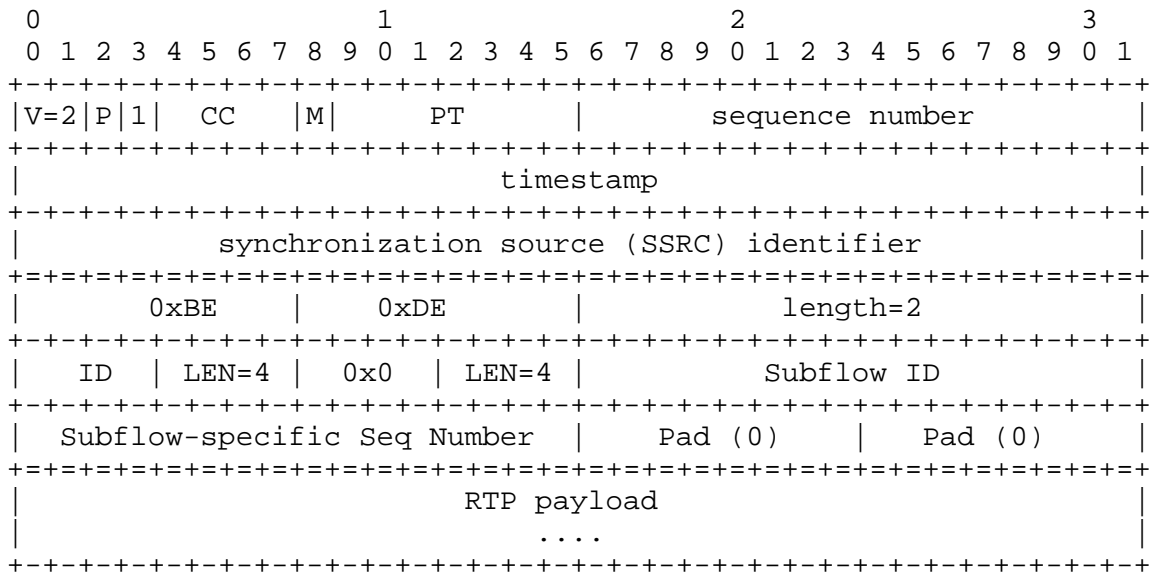 0                   1                   2                   3
 0 1 2 3 4 5 6 7 8 9 0 1 2 3 4 5 6 7 8 9 0 1 2 3 4 5 6 7 8 9 0 1
+-+-+-+-+-+-+-+-+-+-+-+-+-+-+-+-+-+-+-+-+-+-+-+-+-+-+-+-+-+-+-+-+
|V=2|P|1|  CC   |M|     PT      |       sequence number         |
+-+-+-+-+-+-+-+-+-+-+-+-+-+-+-+-+-+-+-+-+-+-+-+-+-+-+-+-+-+-+-+-+
|                           timestamp                           |
+-+-+-+-+-+-+-+-+-+-+-+-+-+-+-+-+-+-+-+-+-+-+-+-+-+-+-+-+-+-+-+-+
|           synchronization source (SSRC) identifier            |
+=+=+=+=+=+=+=+=+=+=+=+=+=+=+=+=+=+=+=+=+=+=+=+=+=+=+=+=+=+=+=+=+
|       0xBE    |    0xDE       |           length=2            |
+-+-+-+-+-+-+-+-+-+-+-+-+-+-+-+-+-+-+-+-+-+-+-+-+-+-+-+-+-+-+-+-+
|   ID  | LEN=4 |  0x0  | LEN=4 |          Subflow ID           |
+-+-+-+-+-+-+-+-+-+-+-+-+-+-+-+-+-+-+-+-+-+-+-+-+-+-+-+-+-+-+-+-+
|  Subflow-specific Seq Number  |    Pad (0)    |   Pad (0)     |
+=+=+=+=+=+=+=+=+=+=+=+=+=+=+=+=+=+=+=+=+=+=+=+=+=+=+=+=+=+=+=+=+
|                         RTP payload                           |
|                             ....                              |
+-+-+-+-+-+-+-+-+-+-+-+-+-+-+-+-+-+-+-+-+-+-+-+-+-+-+-+-+-+-+-+-+